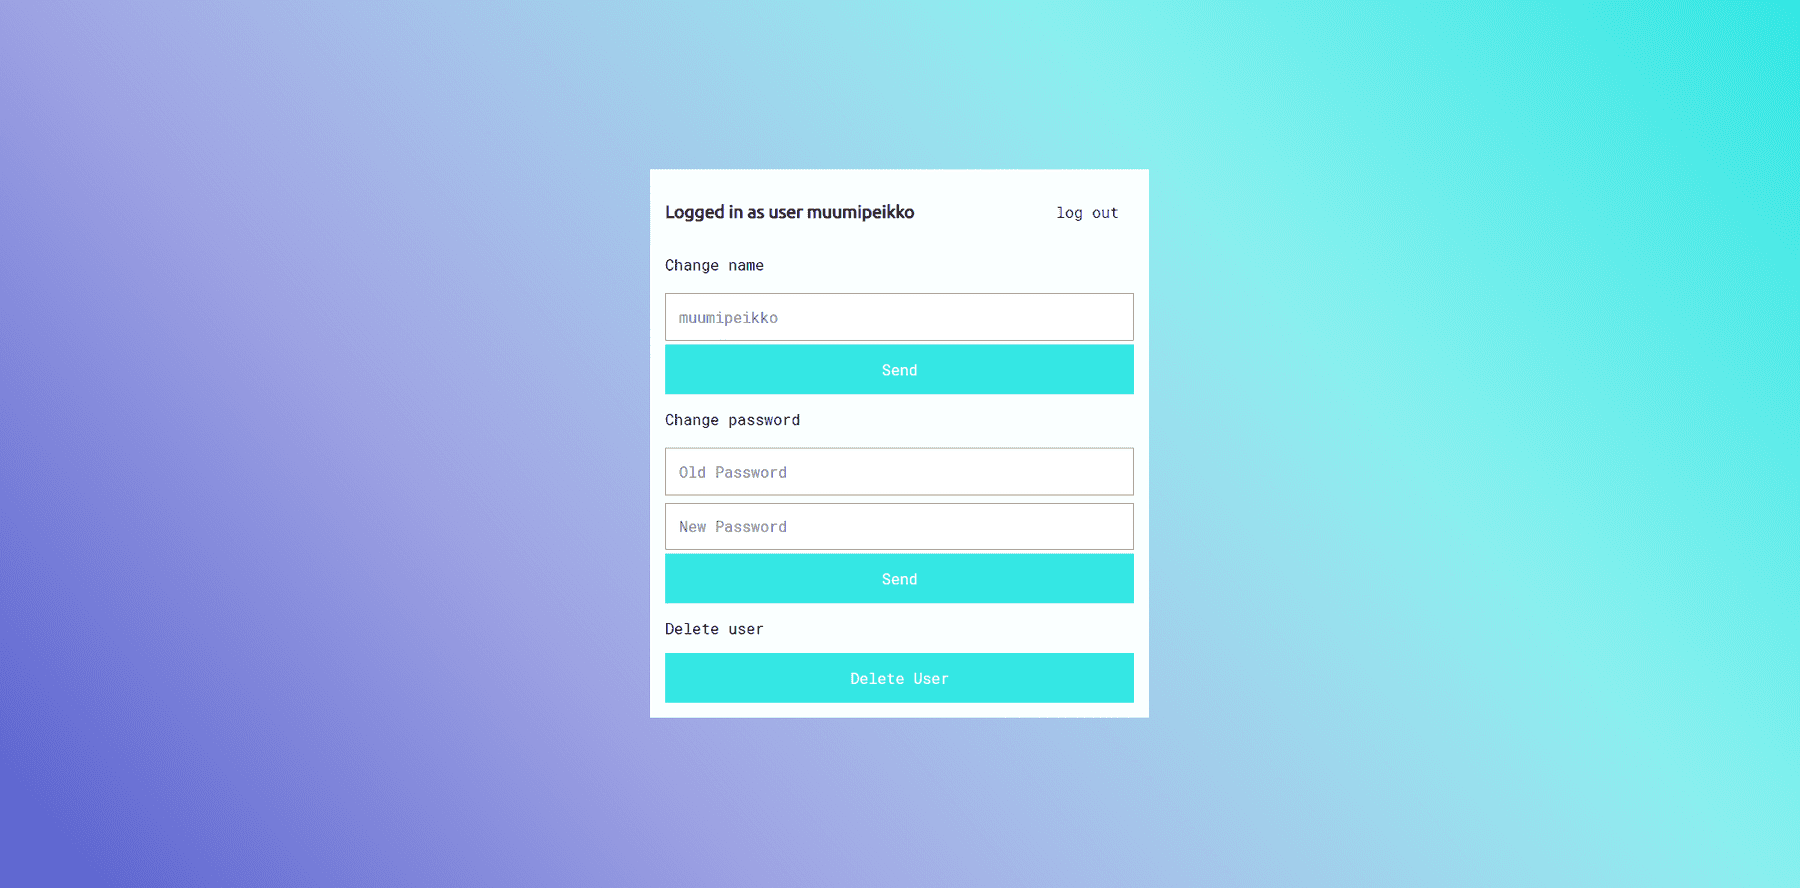 Logged in as user muumipeikko
log out
Change name
muumipeikko
Send
Change password
Old Password
New Password
Send
Delete user
Delete User